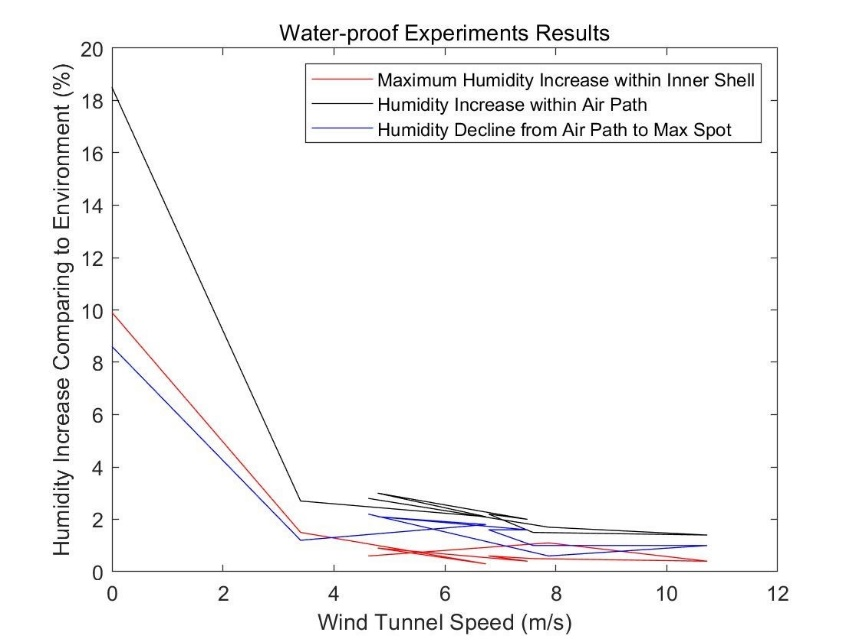 Water-proof Experiments Results
Humidity Increase Comparing to Environment (%)
20
18
16
14
12
10
8
6
4
2
0
Maximum Humidity Increase within Inner Shell
Humidity Increase within Air Path
Humidity Decline from Air Path to Max Spot
0 2 4 6 8 10 12
Wind Tunnel Speed (m/s)